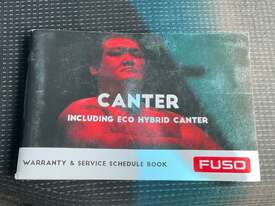 CANTER
INCLUDING ECO HYBRID CANTER
WARRANTY & SERVICE SCHEDULE BOOK
FUSO